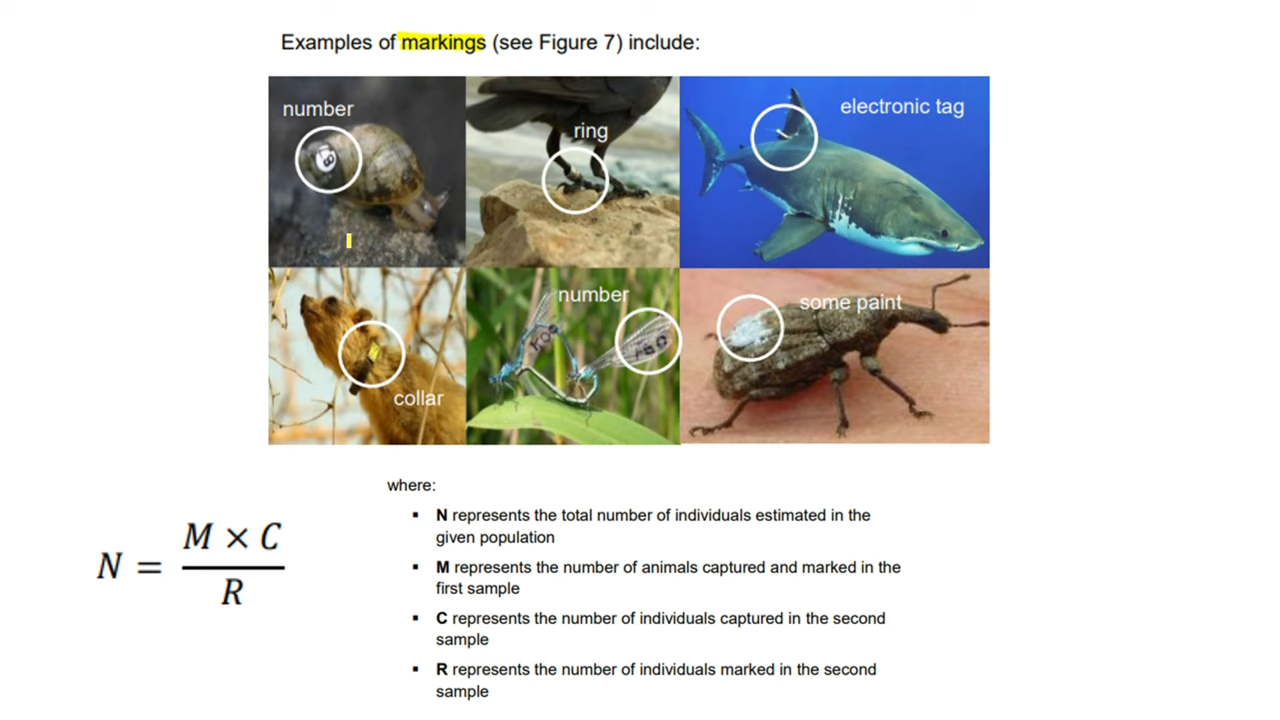 Examples of markings (see Figure 7) include:
number
ring
electronic tag
8
collar
number
some paint
where:
▪ N represents the total number of individuals estimated in the
given population
▪ M represents the number of animals captured and marked in the
first sample
▪ C represents the number of individuals captured in the second
sample
▪ R represents the number of individuals marked in the second
sample
N = M × C / R